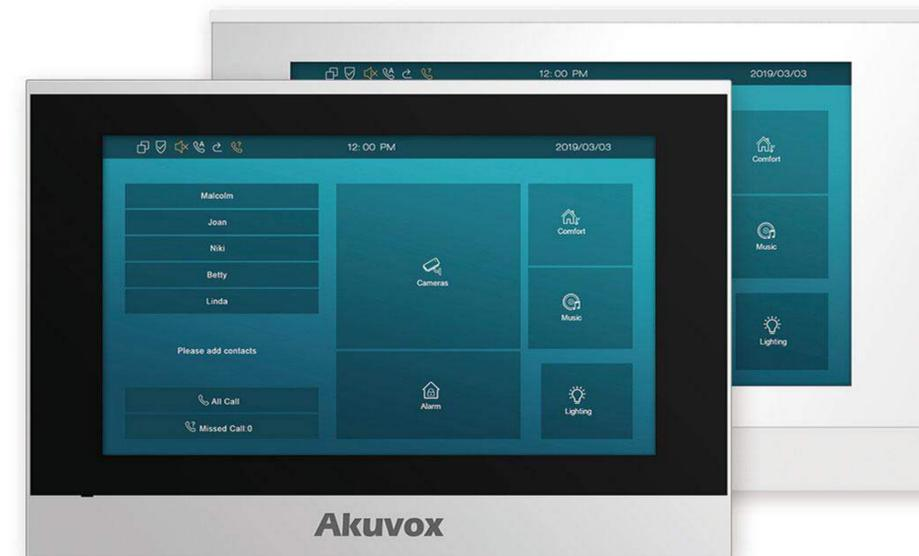 12:00 PM 2019/03/03
Comfort
Music
Lighting
12:00 PM 2019/03/03
Malcolm
Joan
Niki
Betty
Linda
Please add contacts
All Call
Missed Call:0
Cameras
Alarm
Comfort
Music
Lighting
Akuvox